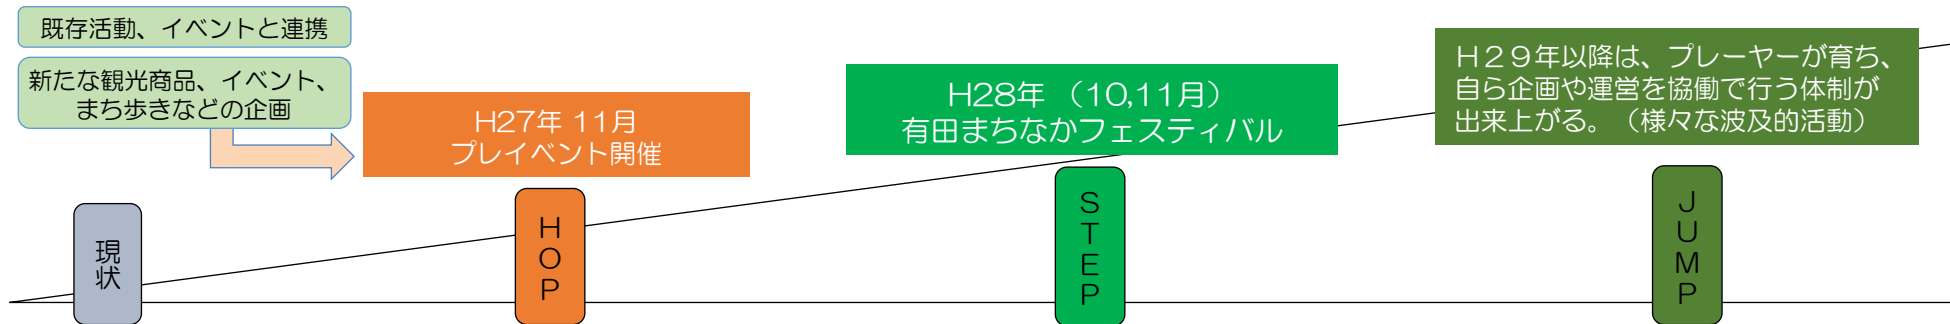 既存活動、イベントと連携
新たな観光商品、イベント、
まち歩きなどの企画
H27年 11月
プレイベント開催
H28年 （10,11月）
有田まちなかフェスティバル
H２９年以降は、プレーヤーが育ち、
自ら企画や運営を協働で行う体制が
出来上がる。（様々な波及的活動）
現状
HOP
STEP
JUMP